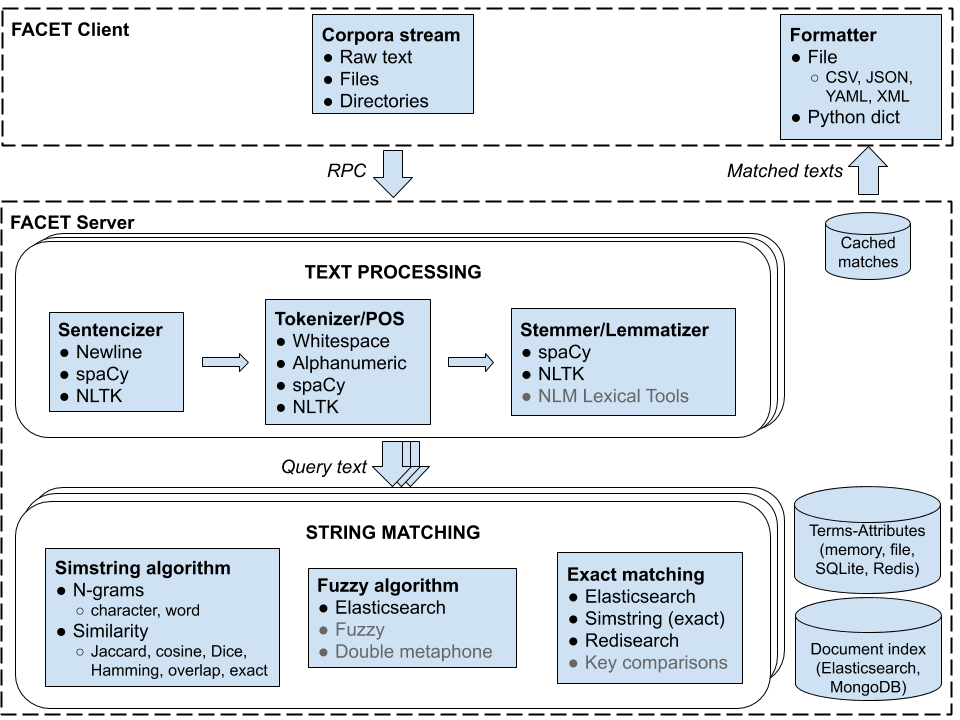 FACET Client
Corpora stream
● Raw text
● Files
● Directories
Formatter
● File
○ CSV, JSON,
YAML, XML
● Python dict
RPC
Matched texts
FACET Server
Cached
matches
TEXT PROCESSING
Sentencizer
● Newline
● spaCy
● NLTK
Tokenizer/POS
● Whitespace
● Alphanumeric
● spaCy
● NLTK
Stemmer/Lemmatizer
● spaCy
● NLTK
● NLM Lexical Tools
Query text
STRING MATCHING
Simstring algorithm
● N-grams
○ character, word
● Similarity
○ Jaccard, cosine, Dice,
Hamming, overlap, exact
Fuzzy algorithm
● Elasticsearch
● Fuzzy
● Double metaphone
Exact matching
● Elasticsearch
● Simstring (exact)
● Redisearch
● Key comparisons
Terms-Attributes
(memory, file,
SQLite, Redis)
Document index
(Elasticsearch,
MongoDB)